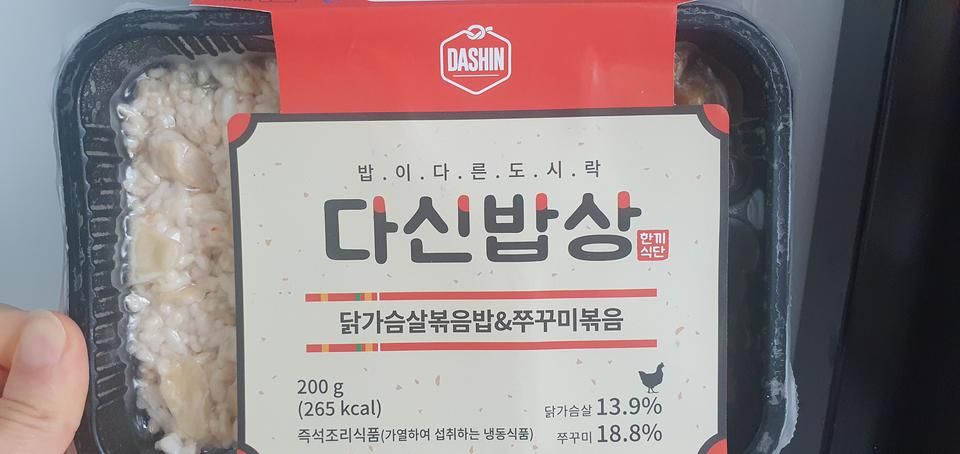 DASHIN
밥.이.다.른.도.시.락
다신밥상
한끼
식단
닭가슴살볶음밥&쭈꾸미볶음
200 g
(265 kcal)
닭가슴살 13.9%
즉석조리식품(가열하여 섭취하는 냉동식품)
쭈꾸미 18.8%